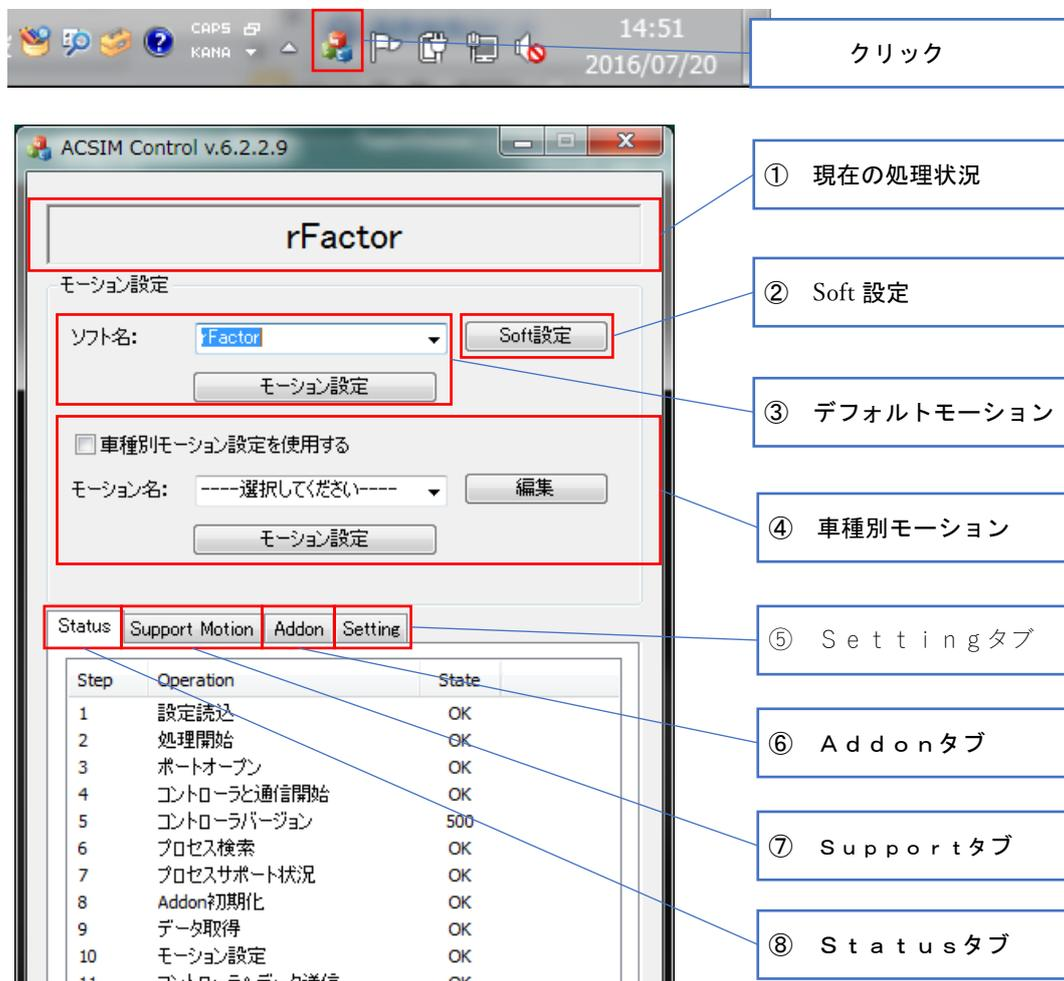 CAPS
KANA
14:51
2016/07/20
クリック
ACSIM Control v.6.2.2.9
① 現在の処理状況
rFactor
モーション設定
② Soft 設定
ソフト名: rFactor Soft設定
モーション設定
③ デフォルトモーション
車種別モーション設定を使用する
モーション名: ----選択してください---- 編集
④ 車種別モーション
モーション設定
Status Support Motion Addon Setting
⑤ Settingタブ
Step Operation State
1 設定読込 OK
2 処理開始 OK
⑥ Addonタブ
3 ポートオープン OK
4 コントローラと通信開始 OK
5 コントローラバージョン 500
6 プロセス検索 OK
⑦ Supportタブ
7 プロセスサポート状況 OK
8 Addon初期化 OK
9 データ取得 OK
⑧ Statusタブ
10 モーション設定 OK